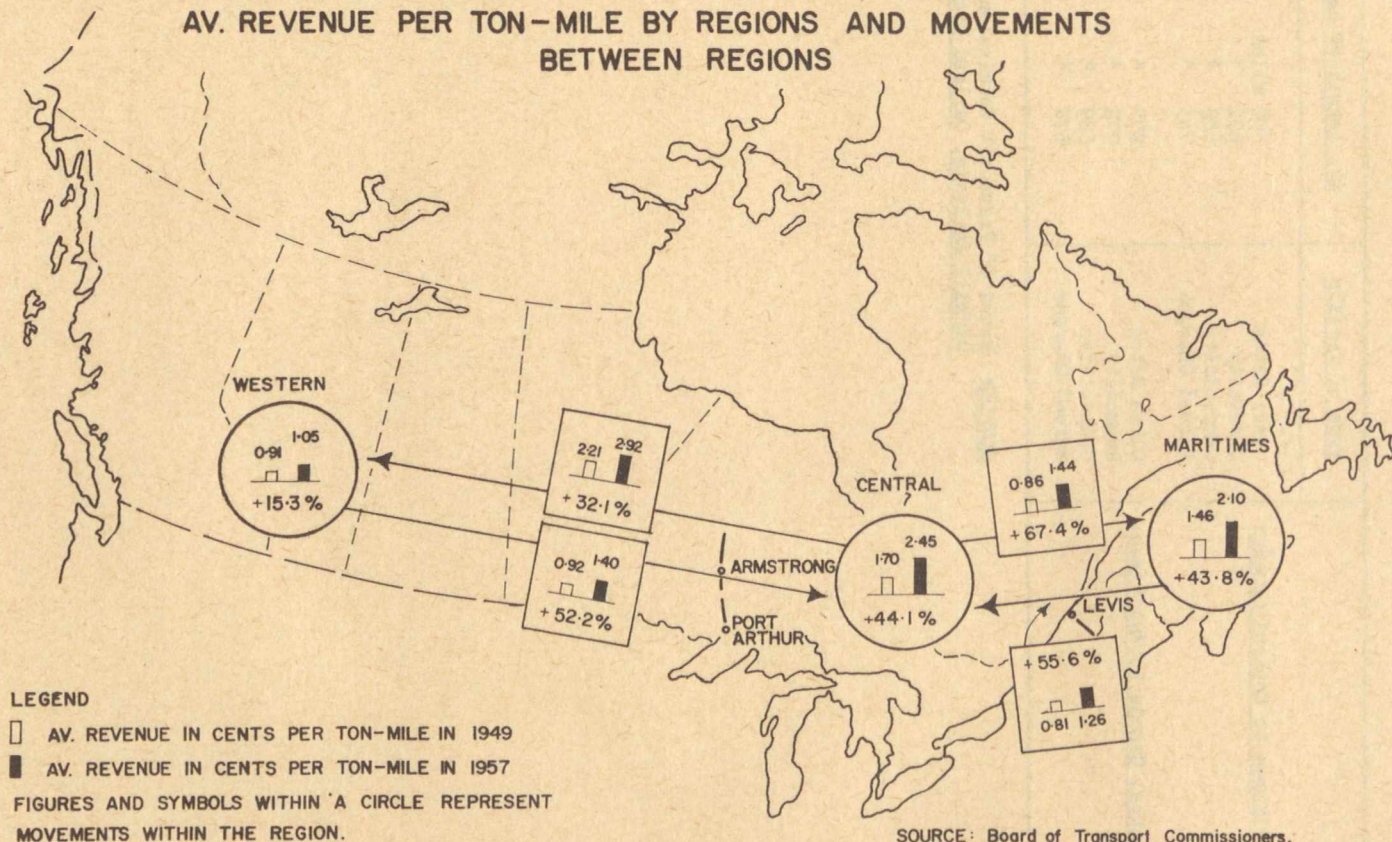 AV. REVENUE PER TON-MILE BY REGIONS AND MOVEMENTS
BETWEEN REGIONS
WESTERN
0.91 1.05
+15.3%
2.21 2.92
+32.1%
0.92 1.40
+52.2%
ARMSTRONG
PORT
ARTHUR
CENTRAL
1.70 2.45
+44.1%
0.86 1.44
+67.4%
MARITIMES
1.46 2.10
+43.8%
LEVIS
+55.6%
0.81 1.26
LEGEND
AV. REVENUE IN CENTS PER TON-MILE IN 1949
AV. REVENUE IN CENTS PER TON-MILE IN 1957
FIGURES AND SYMBOLS WITHIN A CIRCLE REPRESENT
MOVEMENTS WITHIN THE REGION.
SOURCE: Board of Transport Commissioners.